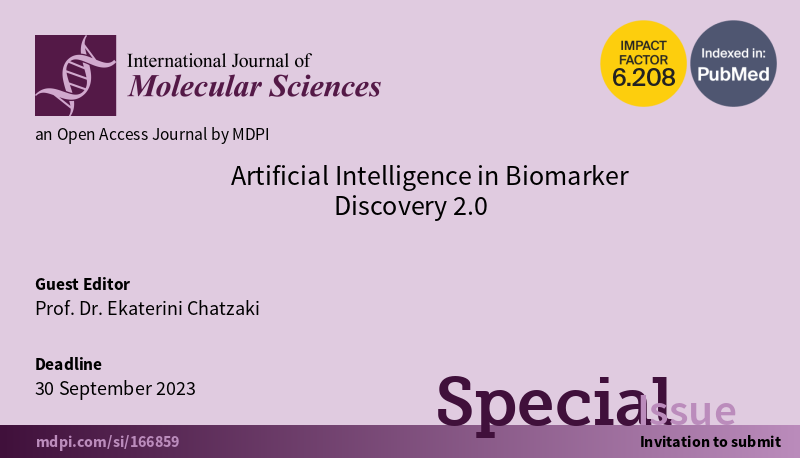 International Journal of
Molecular Sciences
IMPACT
FACTOR
6.208
Indexed in:
PubMed
an Open Access Journal by MDPI
Artificial Intelligence in Biomarker
Discovery 2.0
Guest Editor
Prof. Dr. Ekaterini Chatzaki
Deadline
30 September 2023
Special Issue
mdpi.com/si/166859
Invitation to submit